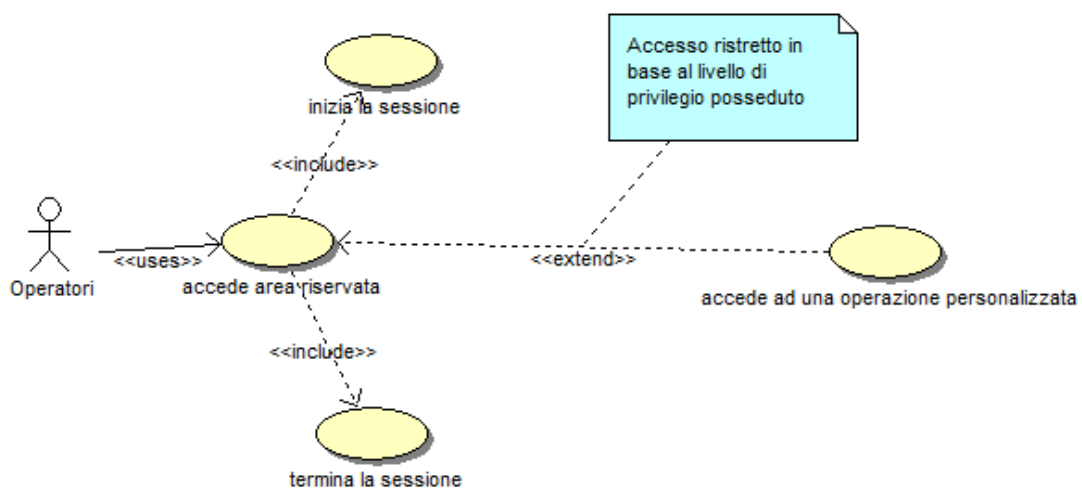 Accesso ristretto in
base al livello di
privilegio posseduto
inizia la sessione
<<include>>
<<uses>>
Operatori
accede area riservata
<<extend>>
accede ad una operazione personalizzata
<<include>>
termina la sessione